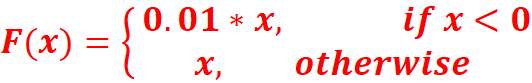 F(x) = { 0.01 * x, if x < 0
x, otherwise